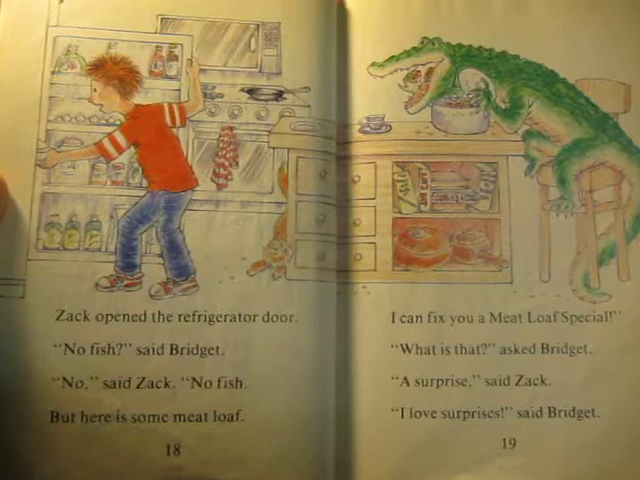 Zack opened the refrigerator door.
"No fish?" said Bridget.
"No," said Zack. "No fish.
But here is some meat loaf.
18
I can fix you a Meat Loaf Special!"
"What is that?" asked Bridget.
"A surprise," said Zack.
"I love surprises!" said Bridget.
19